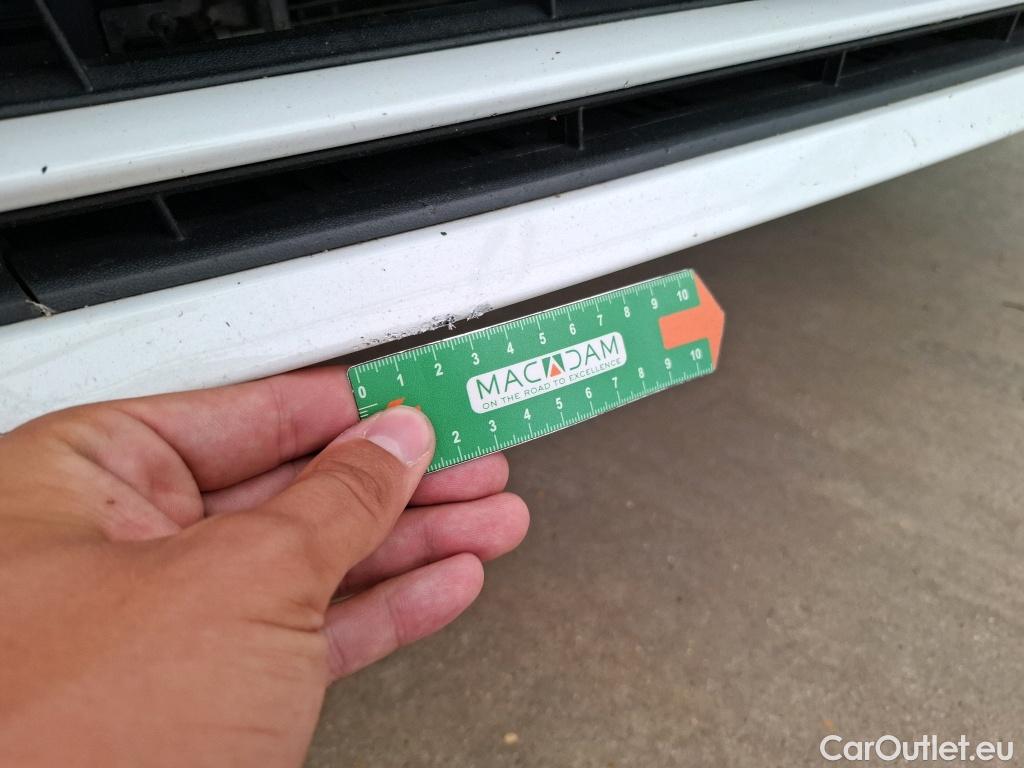 0 1 2 3 4 5 6 7 8 9 10
MACADAM
ON THE ROAD TO EXCELLENCE
2 3 4 5 6 7 8 9 10
CarOutlet.eu